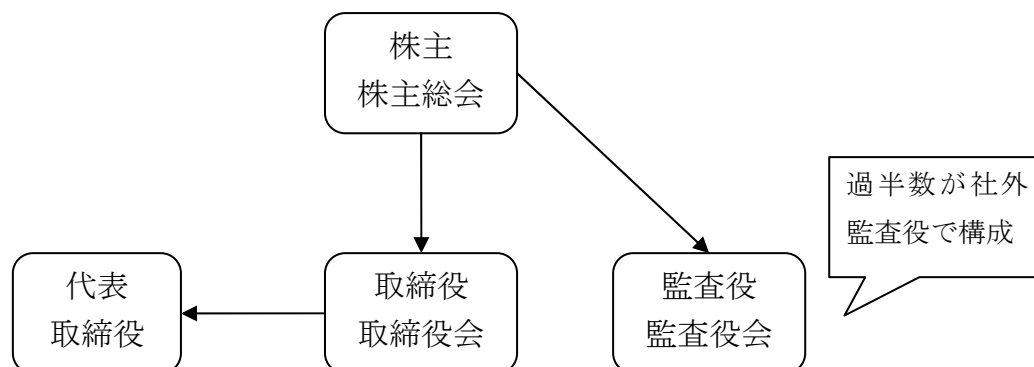 株主
株主総会
過半数が社外
監査役で構成
代表
取締役
取締役
取締役会
監査役
監査役会